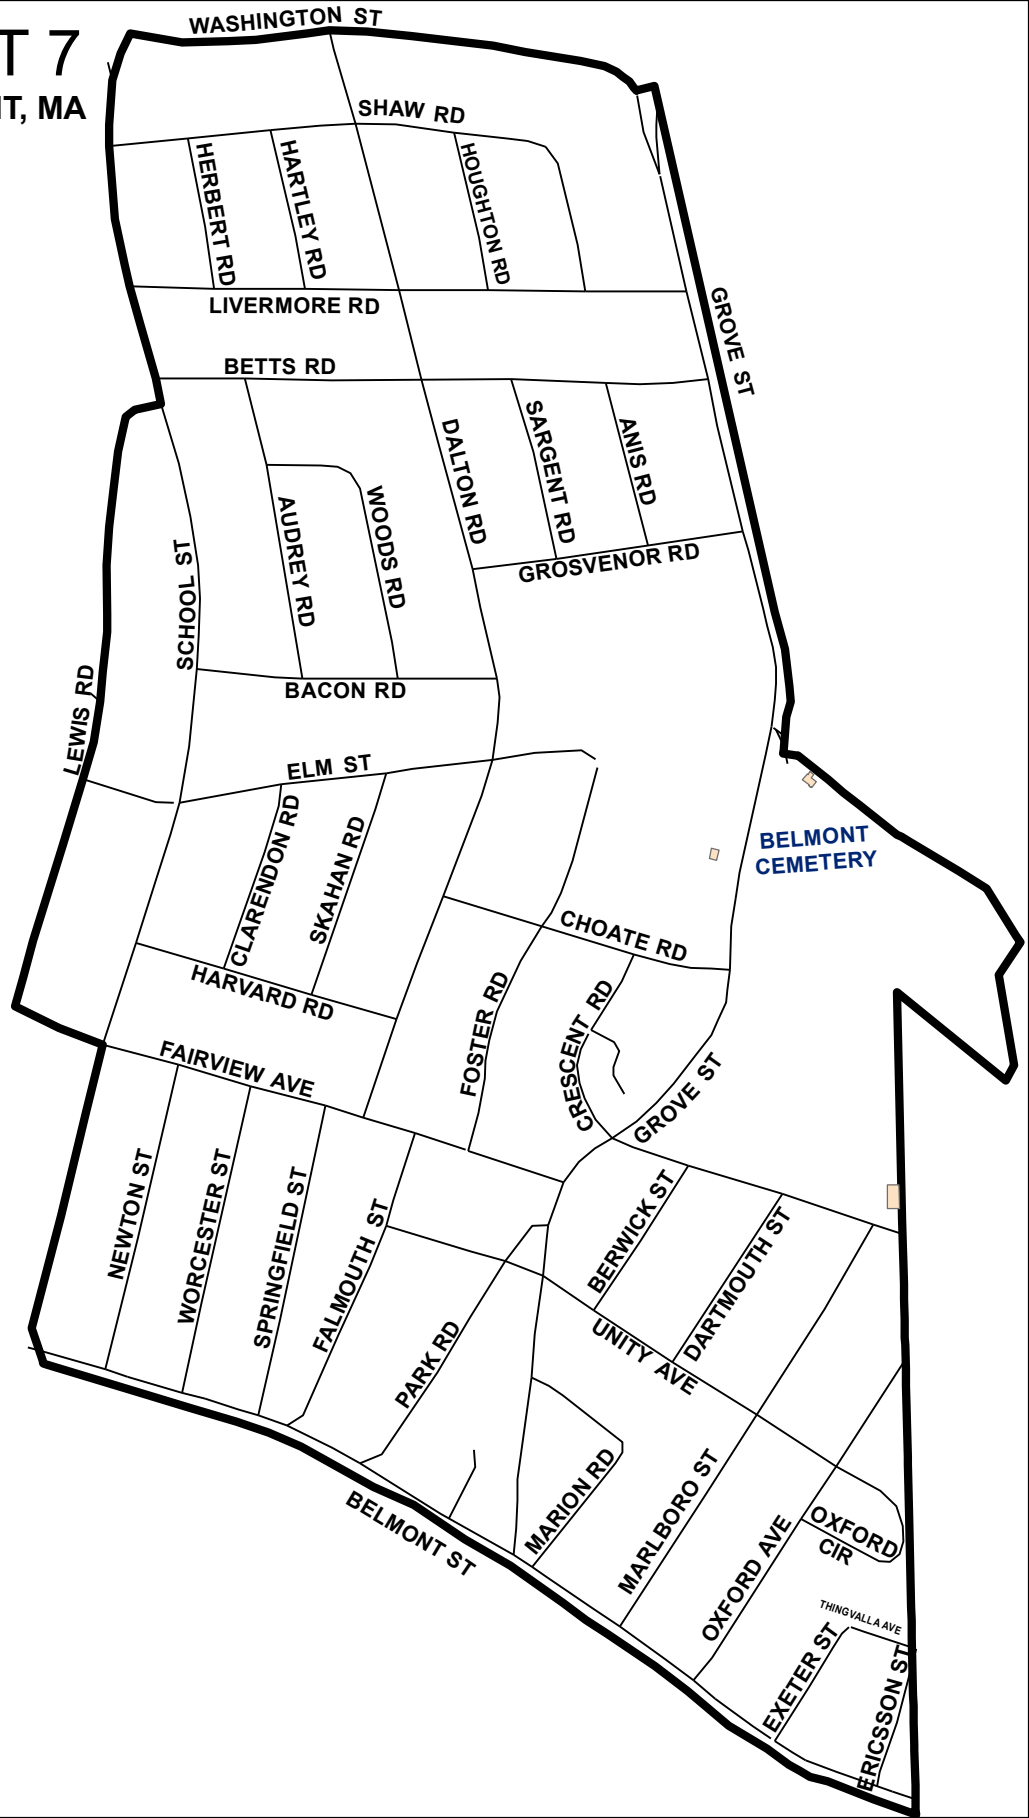 T 7
IT, MA
WASHINGTON ST
SHAW RD
HERBERT RD
HARTLEY RD
HOUGHTON RD
LIVERMORE RD
GROVE ST
BETTS RD
DALTON RD
SARGENT RD
ANIS RD
AUDREY RD
WOODS RD
SCHOOL ST
GROSVENOR RD
LEWIS RD
BACON RD
ELM ST
CLARENDON RD
SKAHAN RD
BELMONT
CEMETERY
CHOATE RD
HARVARD RD
FOSTER RD
CRESCENT RD
FAIRVIEW AVE
GROVE ST
NEWTON ST
WORCESTER ST
SPRINGFIELD ST
FALMOUTH ST
BERWICK ST
DARTMOUTH ST
PARK RD
UNITY AVE
MARION RD
MARLBORO ST
BELMONT ST
OXFORD AVE
OXFORD
CIR
THINGVALLA AVE
EXETER ST
ERICSSON ST